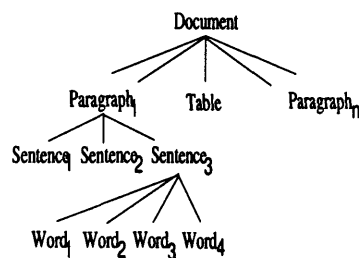 Document
Paragraph₁ Table Paragraphₙ
Sentence₁ Sentence₂ Sentence₃
Word₁ Word₂ Word₃ Word₄